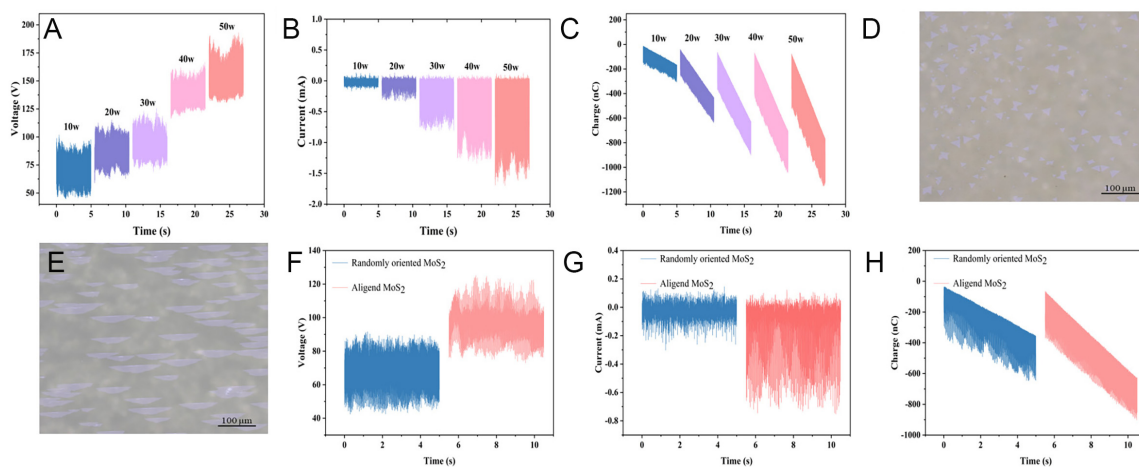 A
Voltage (V)
200
175
150
125
100
75
50
10w
20w
30w
40w
50w
0 5 10 15 20 25 30
Time (s)
B
Current (mA)
1.0
0.5
0.0
-0.5
-1.0
-1.5
-2.0
10w 20w 30w 40w 50w
0 5 10 15 20 25 30
Time (s)
C
Charge (nC)
200
0
-200
-400
-600
-800
-1000
-1200
10w 20w 30w 40w 50w
0 5 10 15 20 25 30
Time (s)
D
100 μm
E
100 μm
F
Voltage (V)
140
120
100
80
60
40
Randomly oriented MoS2
Aligend MoS2
0 2 4 6 8 10
Time (s)
G
Current (mA)
0.4
0.2
0.0
-0.2
-0.4
-0.6
-0.8
Randomly oriented MoS2
Aligend MoS2
0 2 4 6 8 10
Time (s)
H
Charge (nC)
200
0
-200
-400
-600
-800
-1000
Randomly oriented MoS2
Aligend MoS2
0 2 4 6 8 10
Time (s)